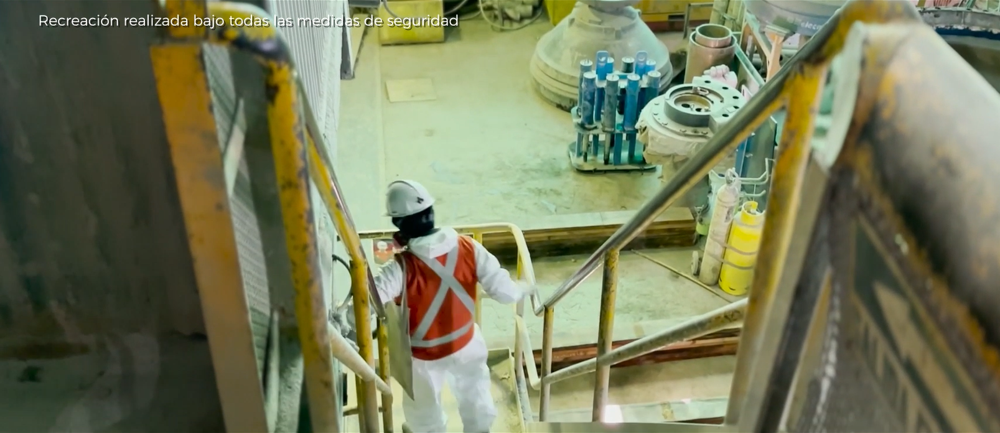 Recreación realizada bajo todas las medidas de seguridad